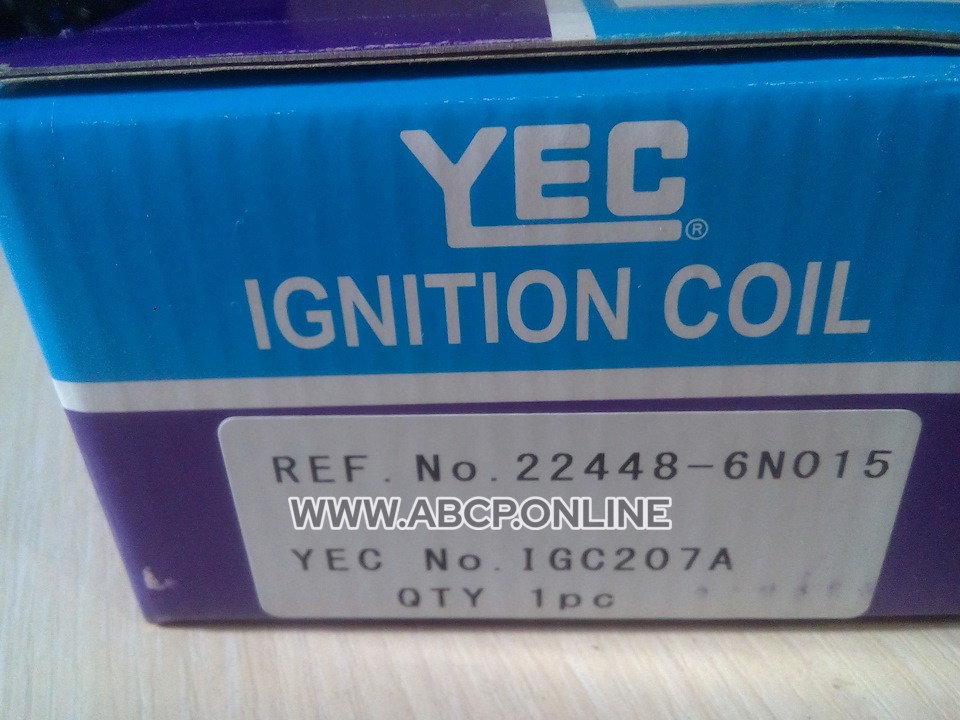 YEC®
IGNITION COIL
REF. No. 22448-6N015
WWW.ABCP.ONLINE
YEC No. IGC207A
QTY 1pc